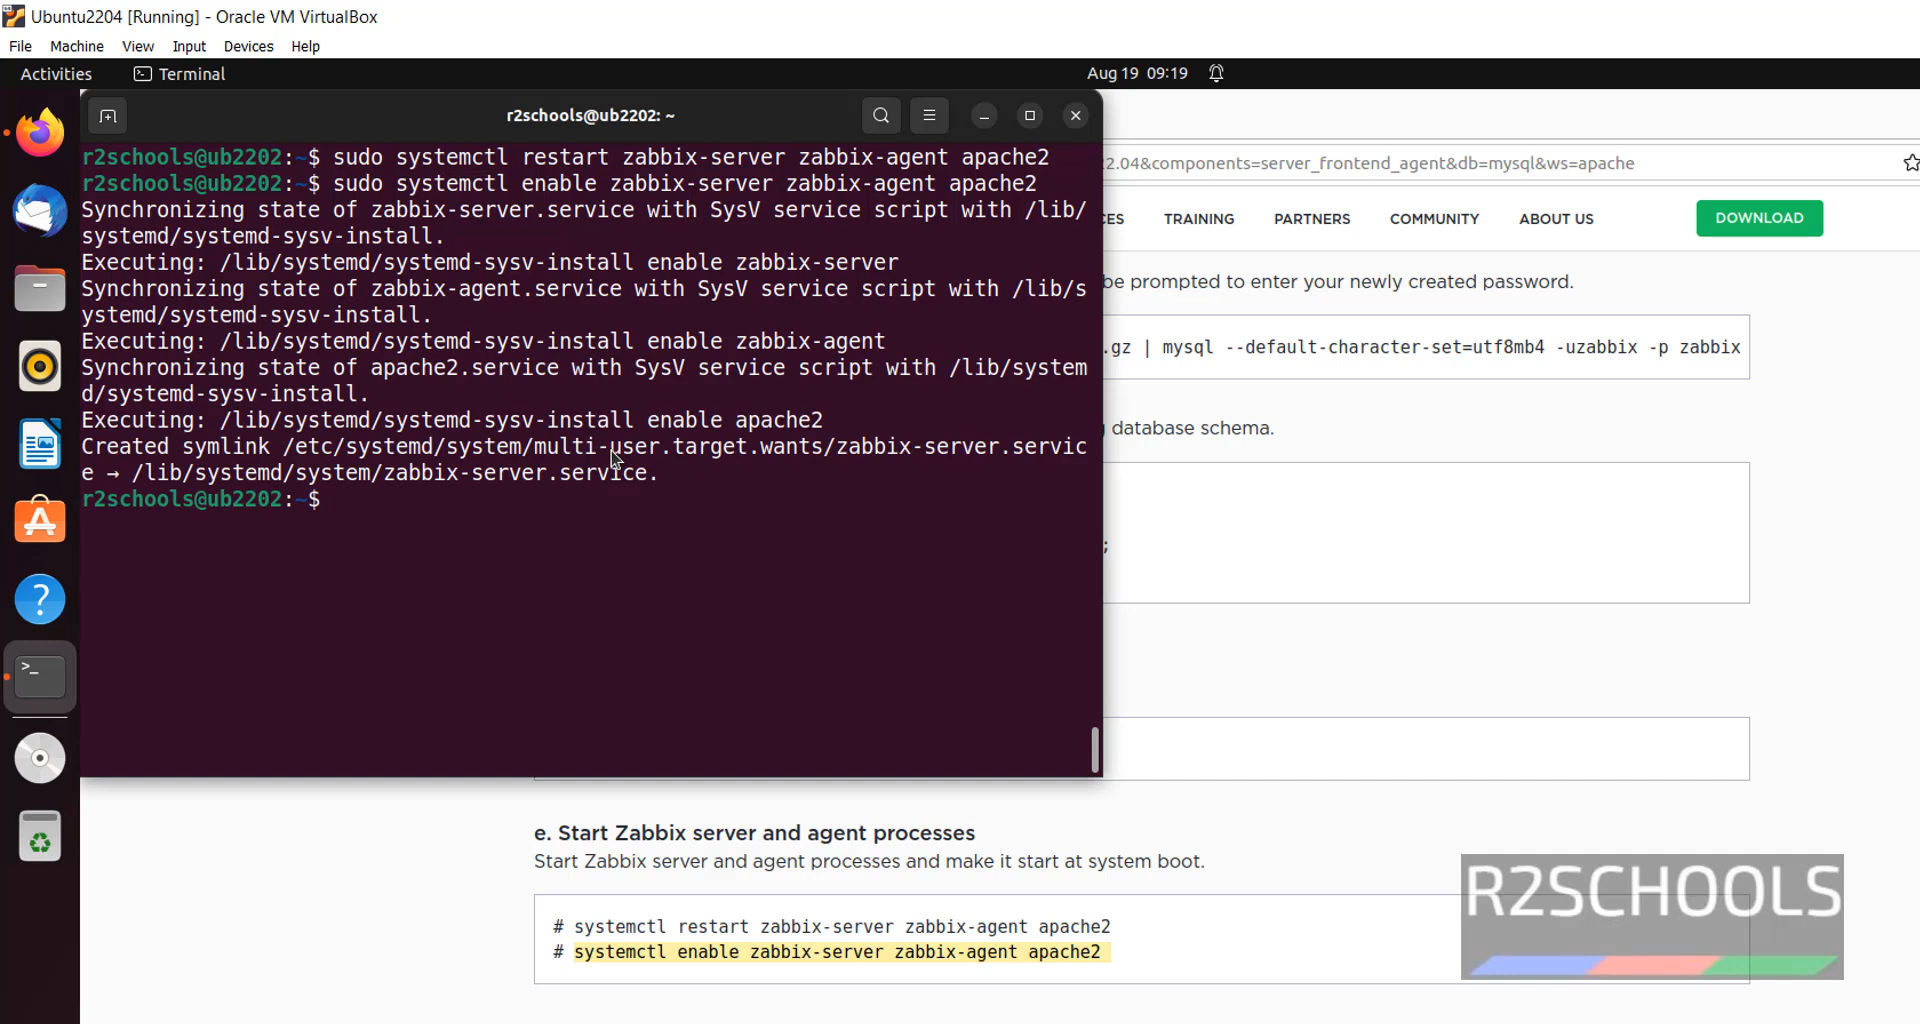 Ubuntu2204 [Running] - Oracle VM VirtualBox
File Machine View Input Devices Help
Activities Terminal Aug 19 09:19
r2schools@ub2202: ~
r2schools@ub2202:~$ sudo systemctl restart zabbix-server zabbix-agent apache2
r2schools@ub2202:~$ sudo systemctl enable zabbix-server zabbix-agent apache2
Synchronizing state of zabbix-server.service with SysV service script with /lib/
systemd/systemd-sysv-install.
Executing: /lib/systemd/systemd-sysv-install enable zabbix-server
Synchronizing state of zabbix-agent.service with SysV service script with /lib/s
ystemd/systemd-sysv-install.
Executing: /lib/systemd/systemd-sysv-install enable zabbix-agent
Synchronizing state of apache2.service with SysV service script with /lib/system
d/systemd-sysv-install.
Executing: /lib/systemd/systemd-sysv-install enable apache2
Created symlink /etc/systemd/system/multi-user.target.wants/zabbix-server.servic
e → /lib/systemd/system/zabbix-server.service.
r2schools@ub2202:~$
2.04&components=server_frontend_agent&db=mysql&ws=apache
CES TRAINING PARTNERS COMMUNITY ABOUT US DOWNLOAD
be prompted to enter your newly created password.
.gz | mysql --default-character-set=utf8mb4 -uzabbix -p zabbix
g database schema.
;
e. Start Zabbix server and agent processes
Start Zabbix server and agent processes and make it start at system boot.
# systemctl restart zabbix-server zabbix-agent apache2
# systemctl enable zabbix-server zabbix-agent apache2
R2SCHOOLS